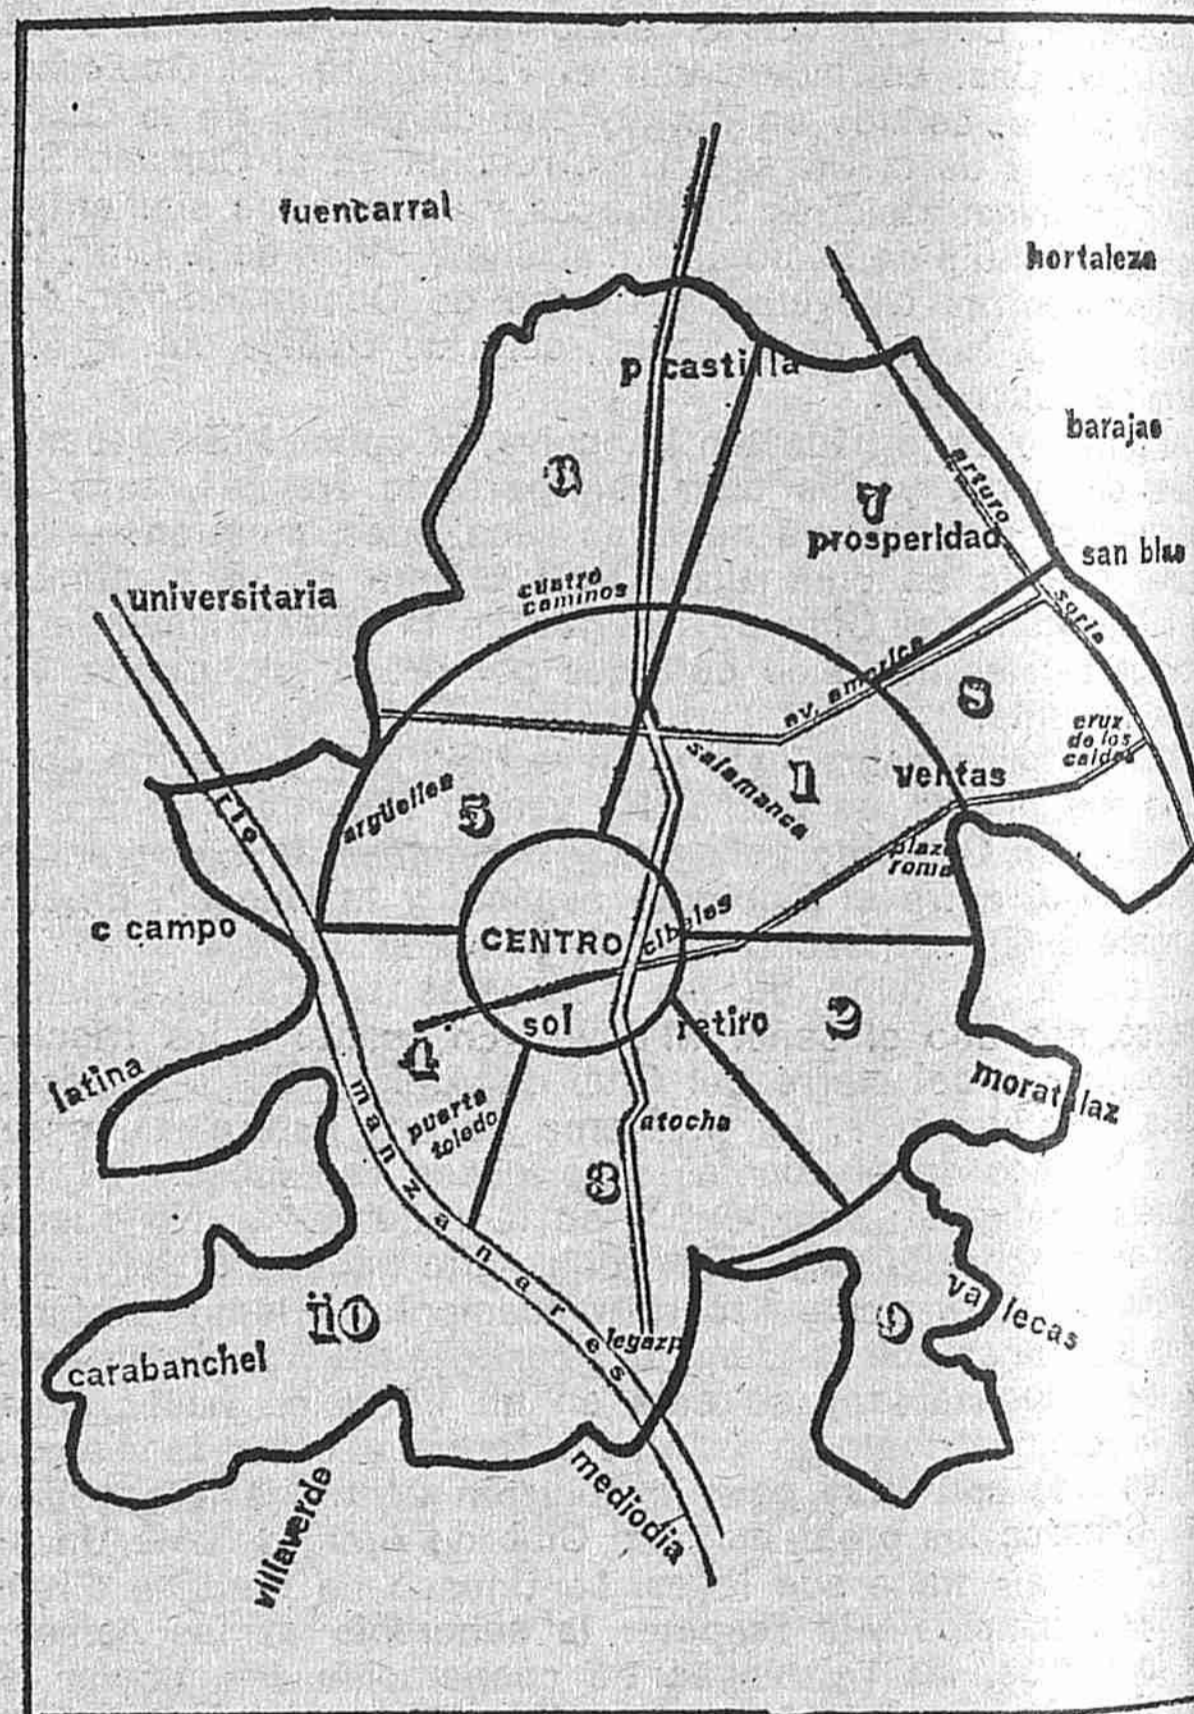 fuencarral
hortaleza
p castilla
barajas
arturo
7
prosperidad
san blas
cuatro
caminos
universitaria
soria
av. america
8
cruz
de los
caidos
salamanca
1
ventas
rio
argüelles
5
plaza
roma
c campo
CENTRO
cibeles
sol
retiro
2
latina
4
manzanares
puerta
toledo
atocha
moratalaz
3
vallecas
9
10
legazpi
carabanchel
villaverde
mediodia